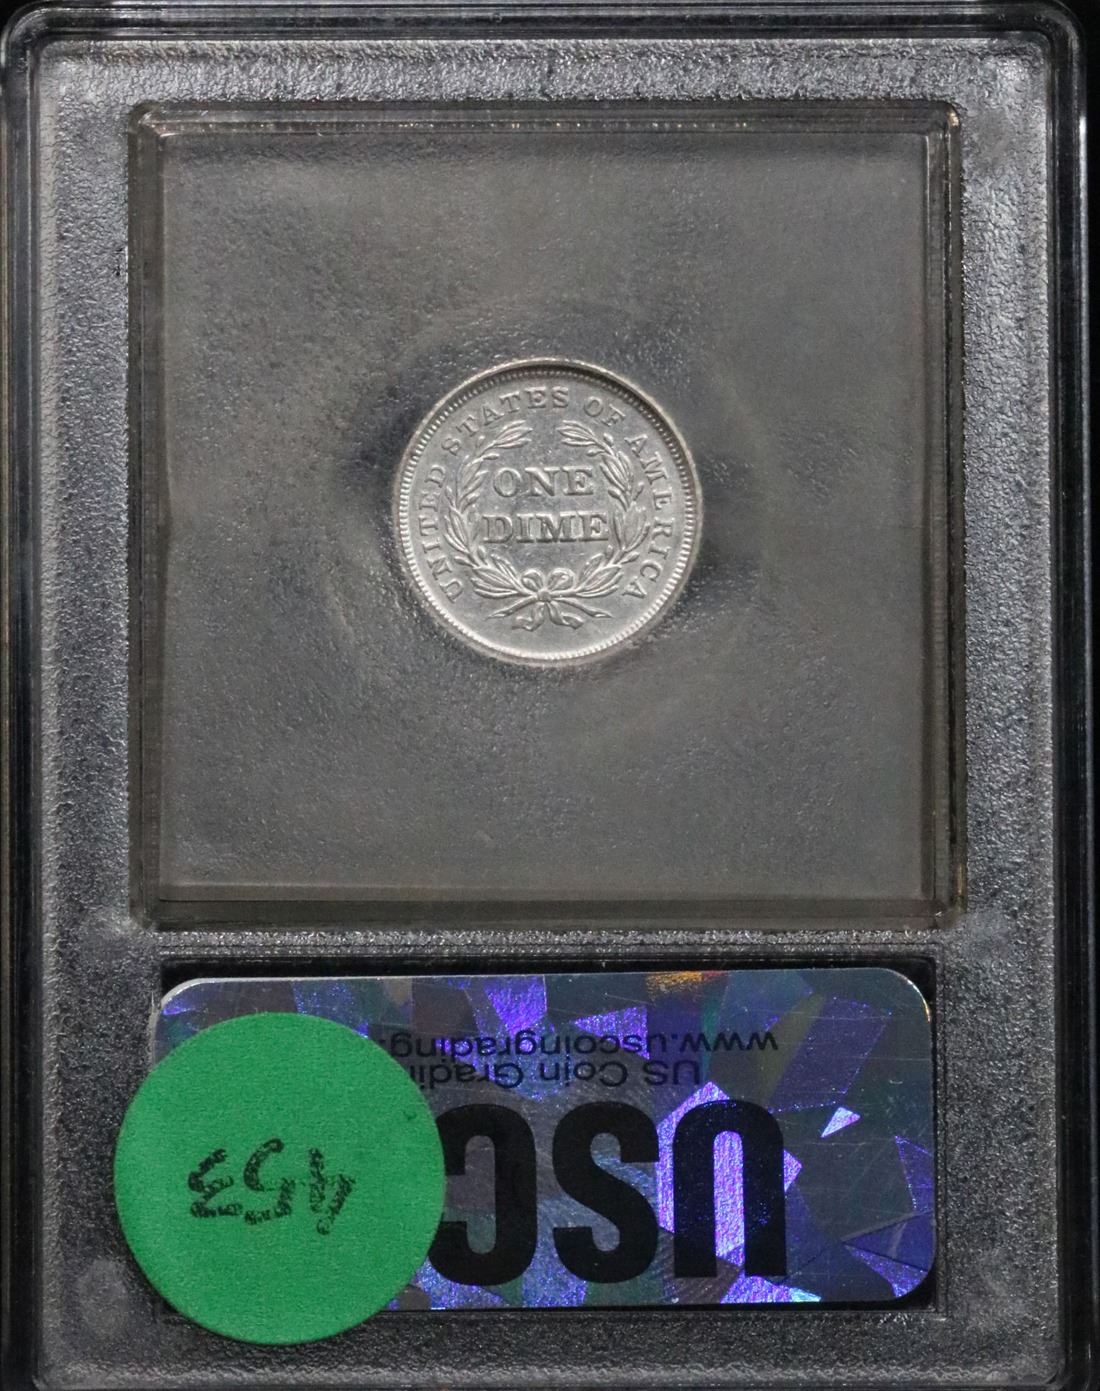 UNITED STATES OF AMERICA
ONE
DIME
USC
US Coin Gradin
www.uscoingrading.
453